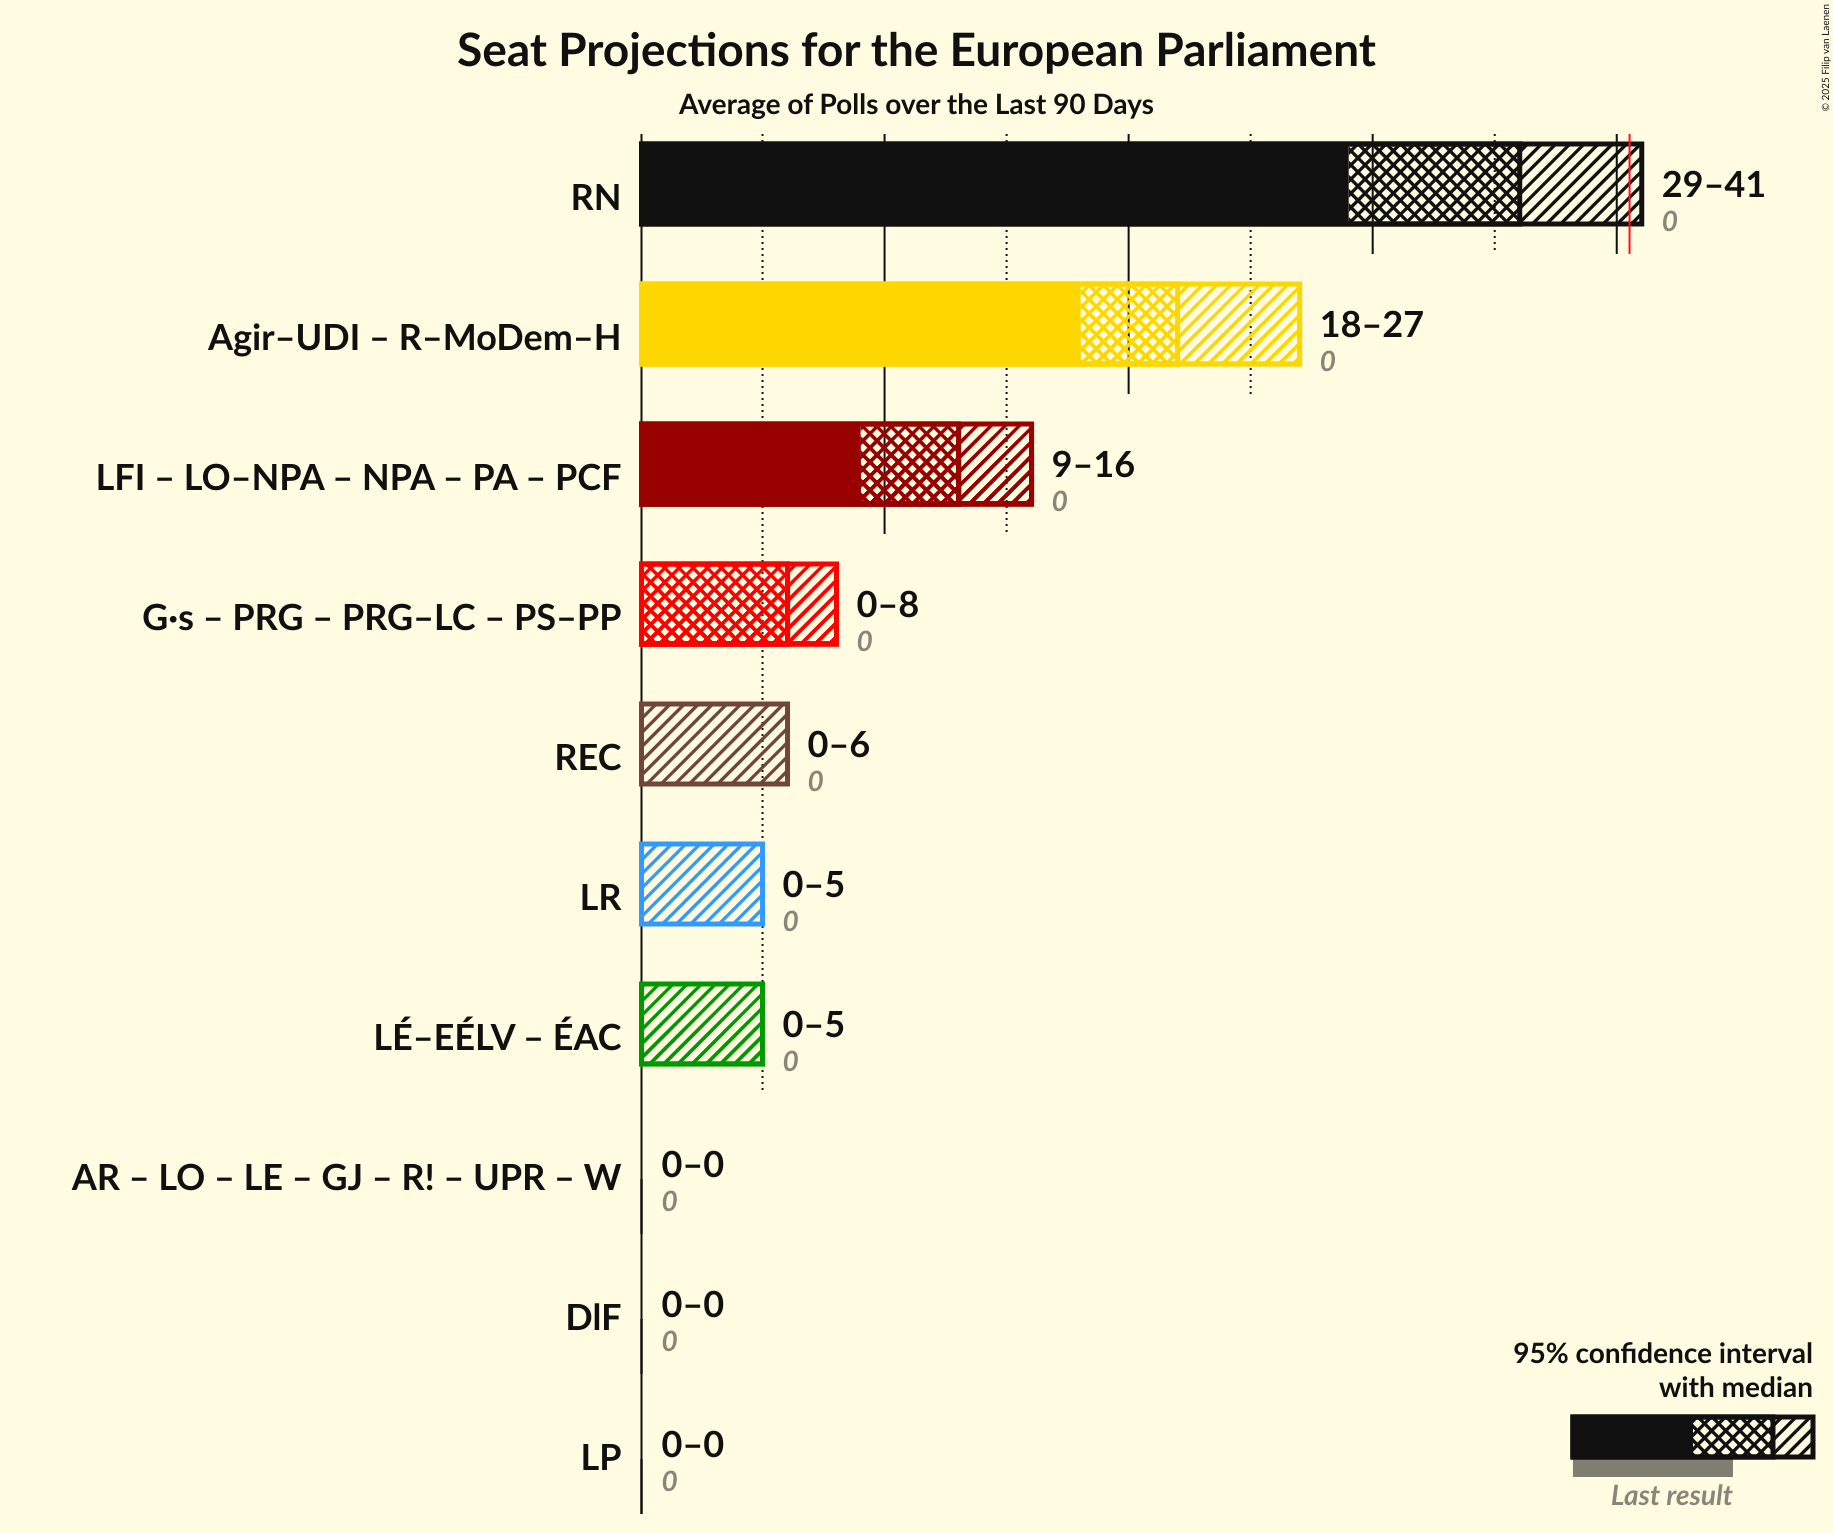 Seat Projections for the European Parliament
Average of Polls over the Last 90 Days
© 2025 Filip van Laenen
RN
29–41
0
Agir–UDI – R–MoDem–H
18–27
0
LFI – LO–NPA – NPA – PA – PCF
9–16
0
G·s – PRG – PRG–LC – PS–PP
0–8
0
REC
0–6
0
LR
0–5
0
LÉ–EÉLV – ÉAC
0–5
0
AR – LO – LE – GJ – R! – UPR – W
0–0
0
DlF
0–0
0
LP
0–0
0
95% confidence interval
with median
Last result